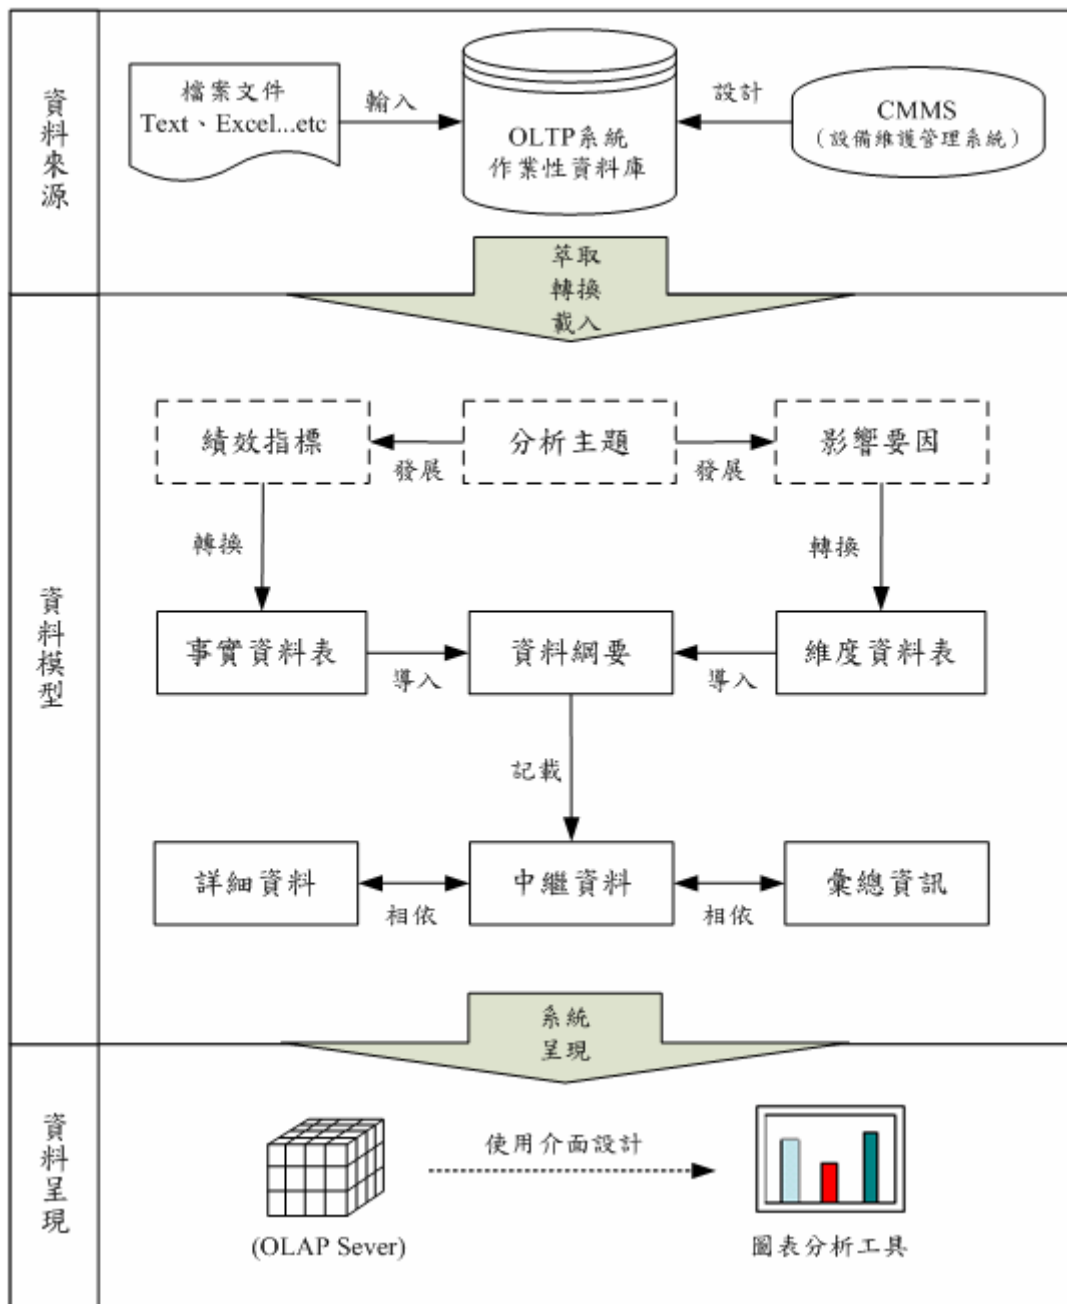 資料來源
檔案文件
Text、Excel...etc
輸入
OLTP系統
作業性資料庫
設計
CMMS
(設備維護管理系統)
萃取
轉換
載入
資料模型
績效指標
發展
分析主題
發展
影響要因
轉換
轉換
事實資料表
導入
資料綱要
導入
維度資料表
記載
詳細資料
相依
中繼資料
相依
彙總資訊
系統
呈現
資料呈現
使用介面設計
(OLAP Sever)
圖表分析工具